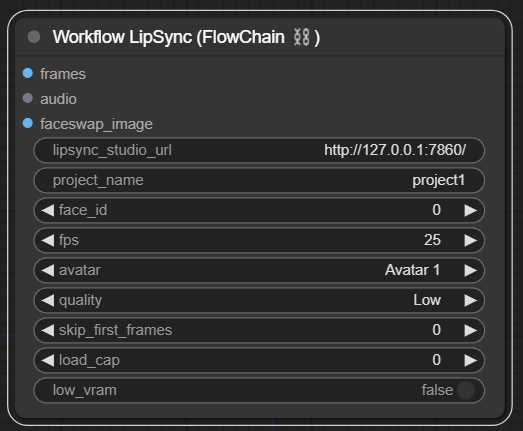 Workflow LipSync (FlowChain ⛓️)
frames
audio
faceswap_image
lipsync_studio_url http://127.0.0.1:7860/
project_name project1
face_id 0
fps 25
avatar Avatar 1
quality Low
skip_first_frames 0
load_cap 0
low_vram false